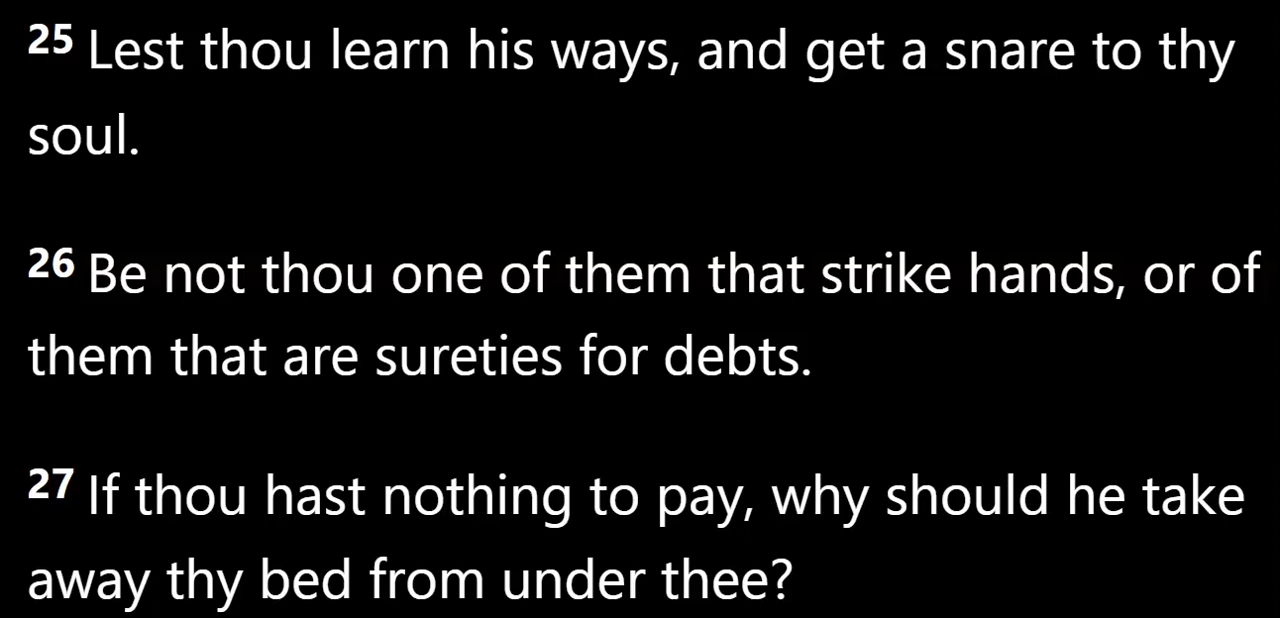 25 Lest thou learn his ways, and get a snare to thy
soul.
26 Be not thou one of them that strike hands, or of
them that are sureties for debts.
27 If thou hast nothing to pay, why should he take
away thy bed from under thee?